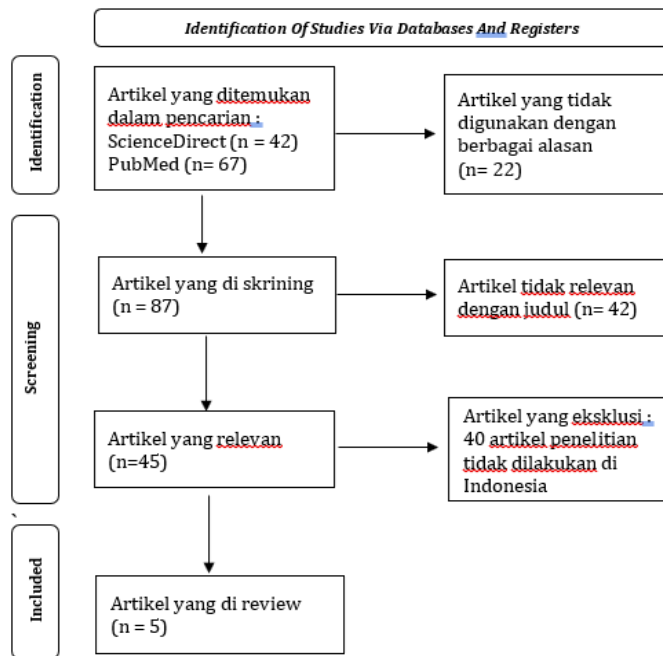 Identification Of Studies Via Databases And Registers
Identification
Artikel yang ditemukan
dalam pencarian :
ScienceDirect (n = 42)
PubMed (n= 67)
Artikel yang tidak
digunakan dengan
berbagai alasan
(n= 22)
Screening
Artikel yang di skrining
(n = 87)
Artikel tidak relevan
dengan judul (n= 42)
Artikel yang relevan
(n=45)
Artikel yang eksklusi :
40 artikel penelitian
tidak dilakukan di
Indonesia
`
Included
Artikel yang di review
(n = 5)